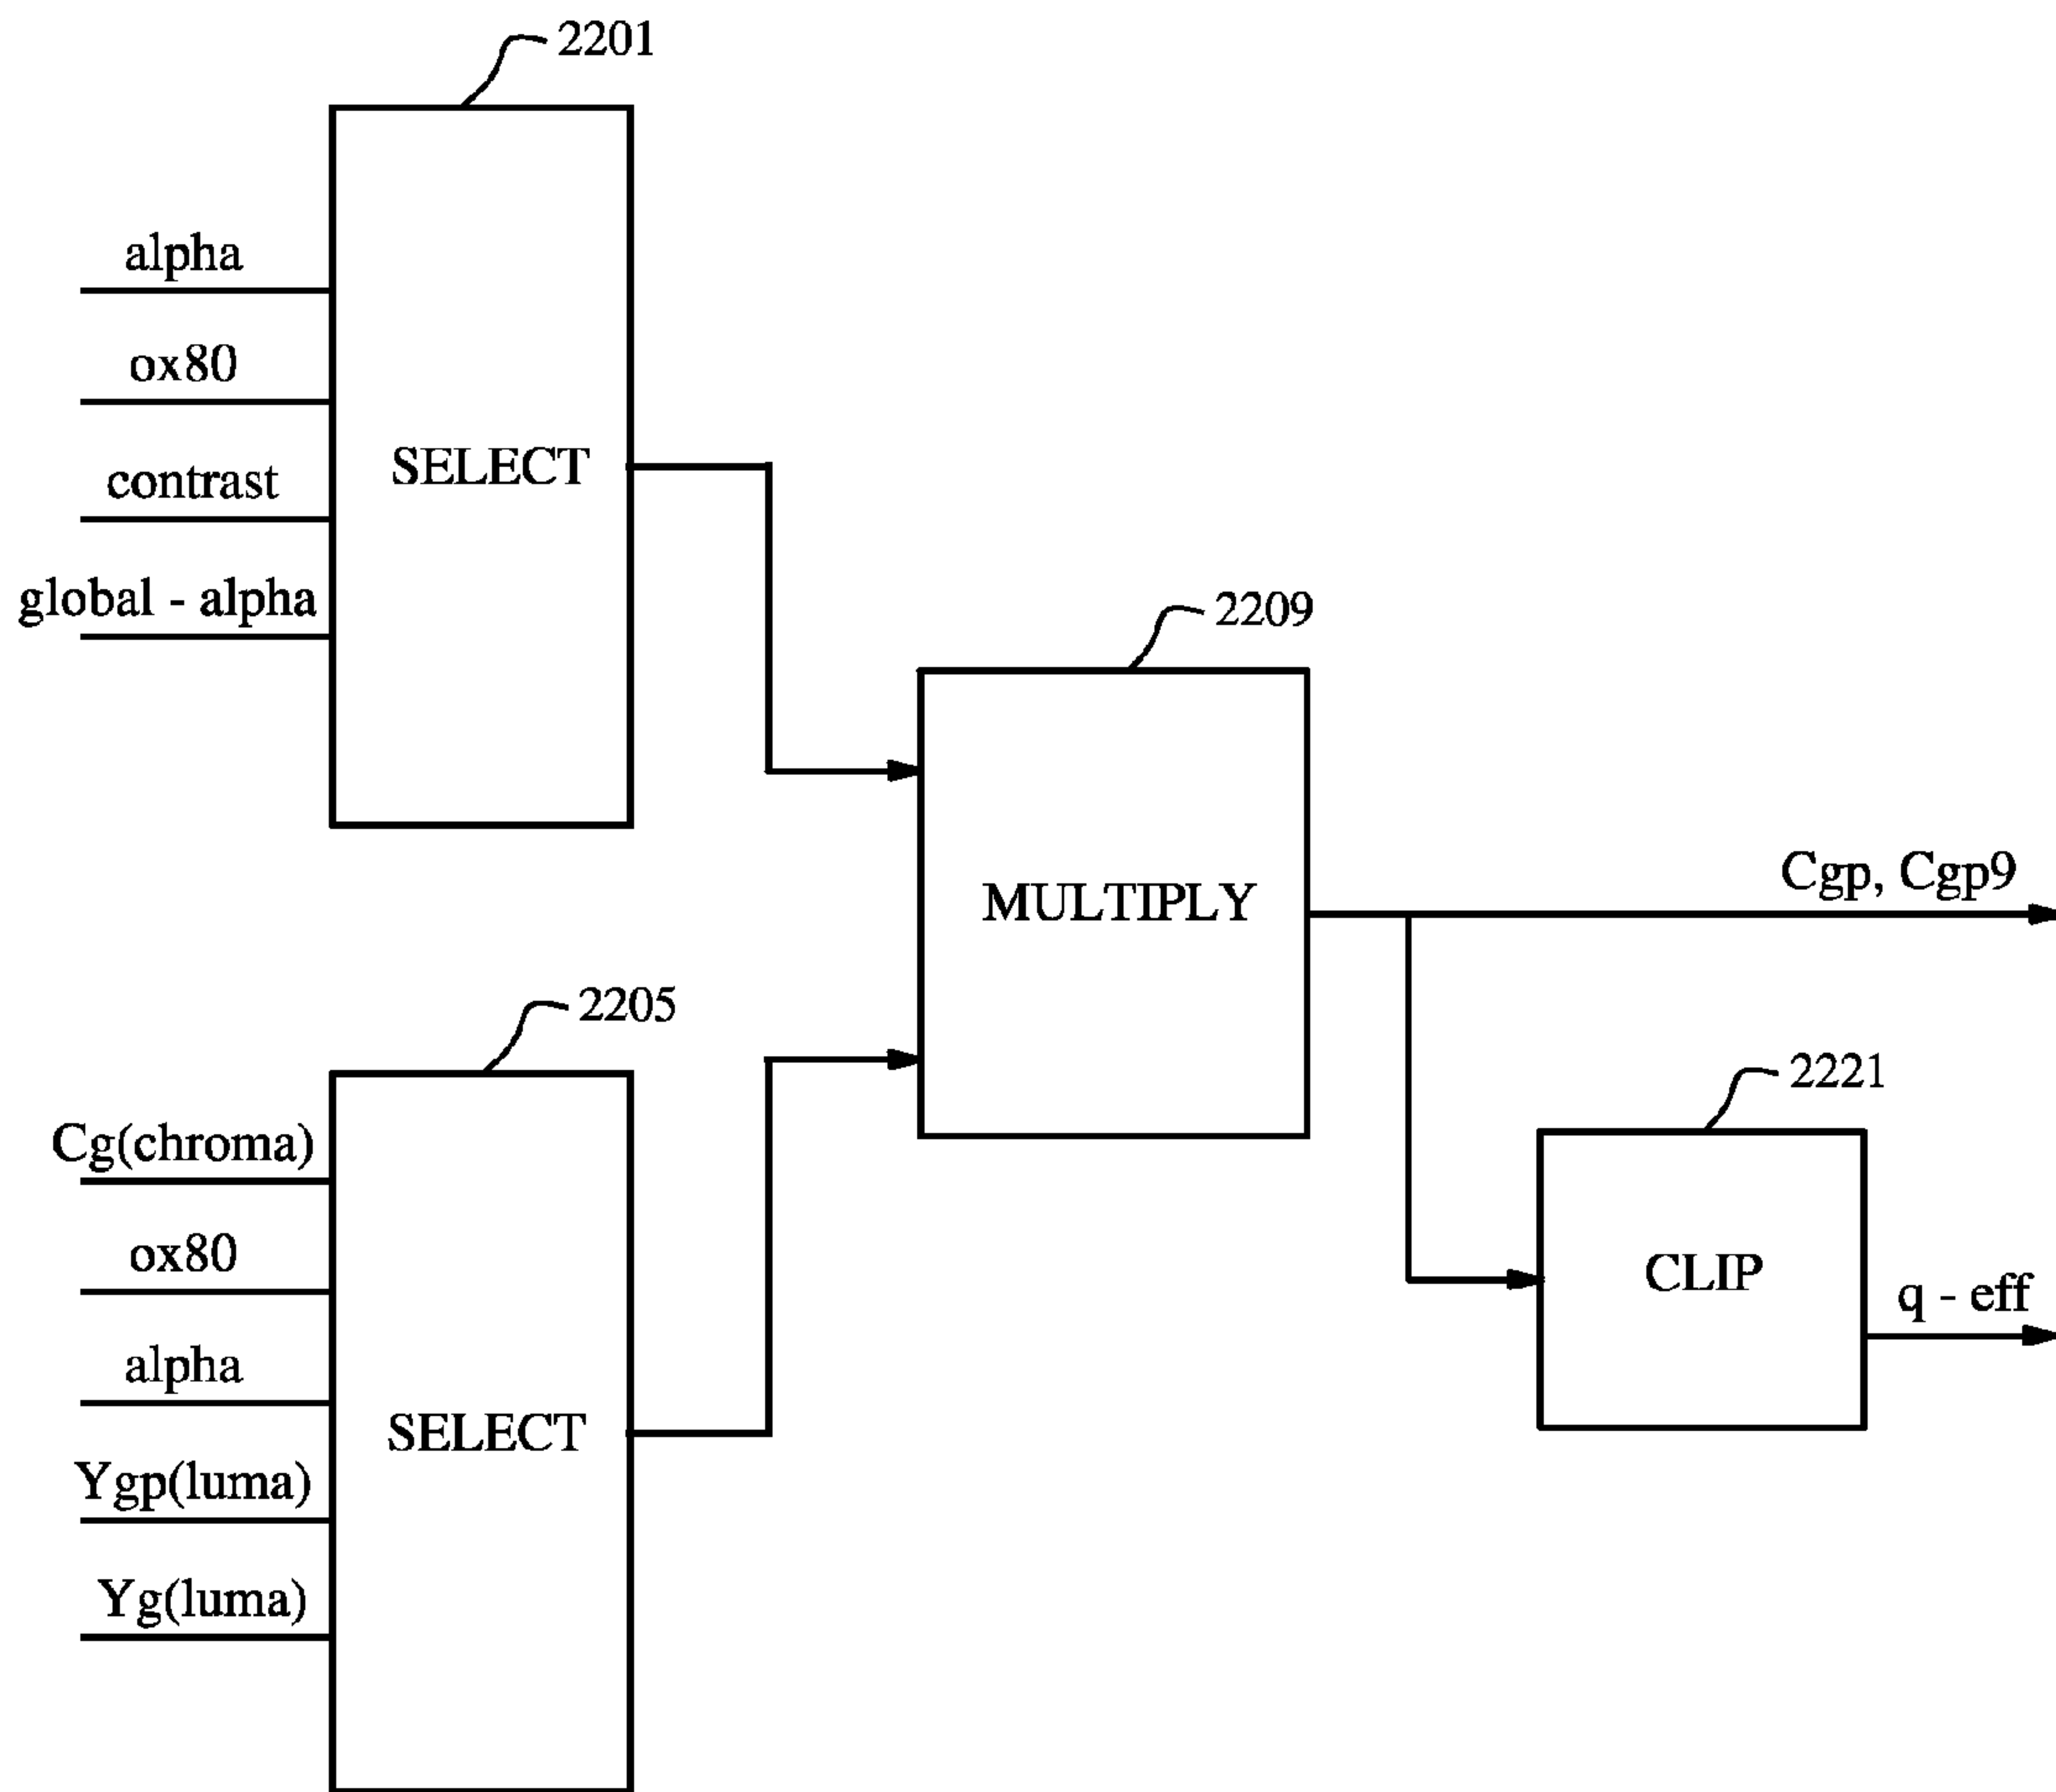 2201
alpha
ox80
contrast
global - alpha
SELECT
2209
MULTIPLY
Cgp, Cgp9
2205
Cg(chroma)
ox80
alpha
Ygp(luma)
Yg(luma)
SELECT
2221
CLIP
q - eff